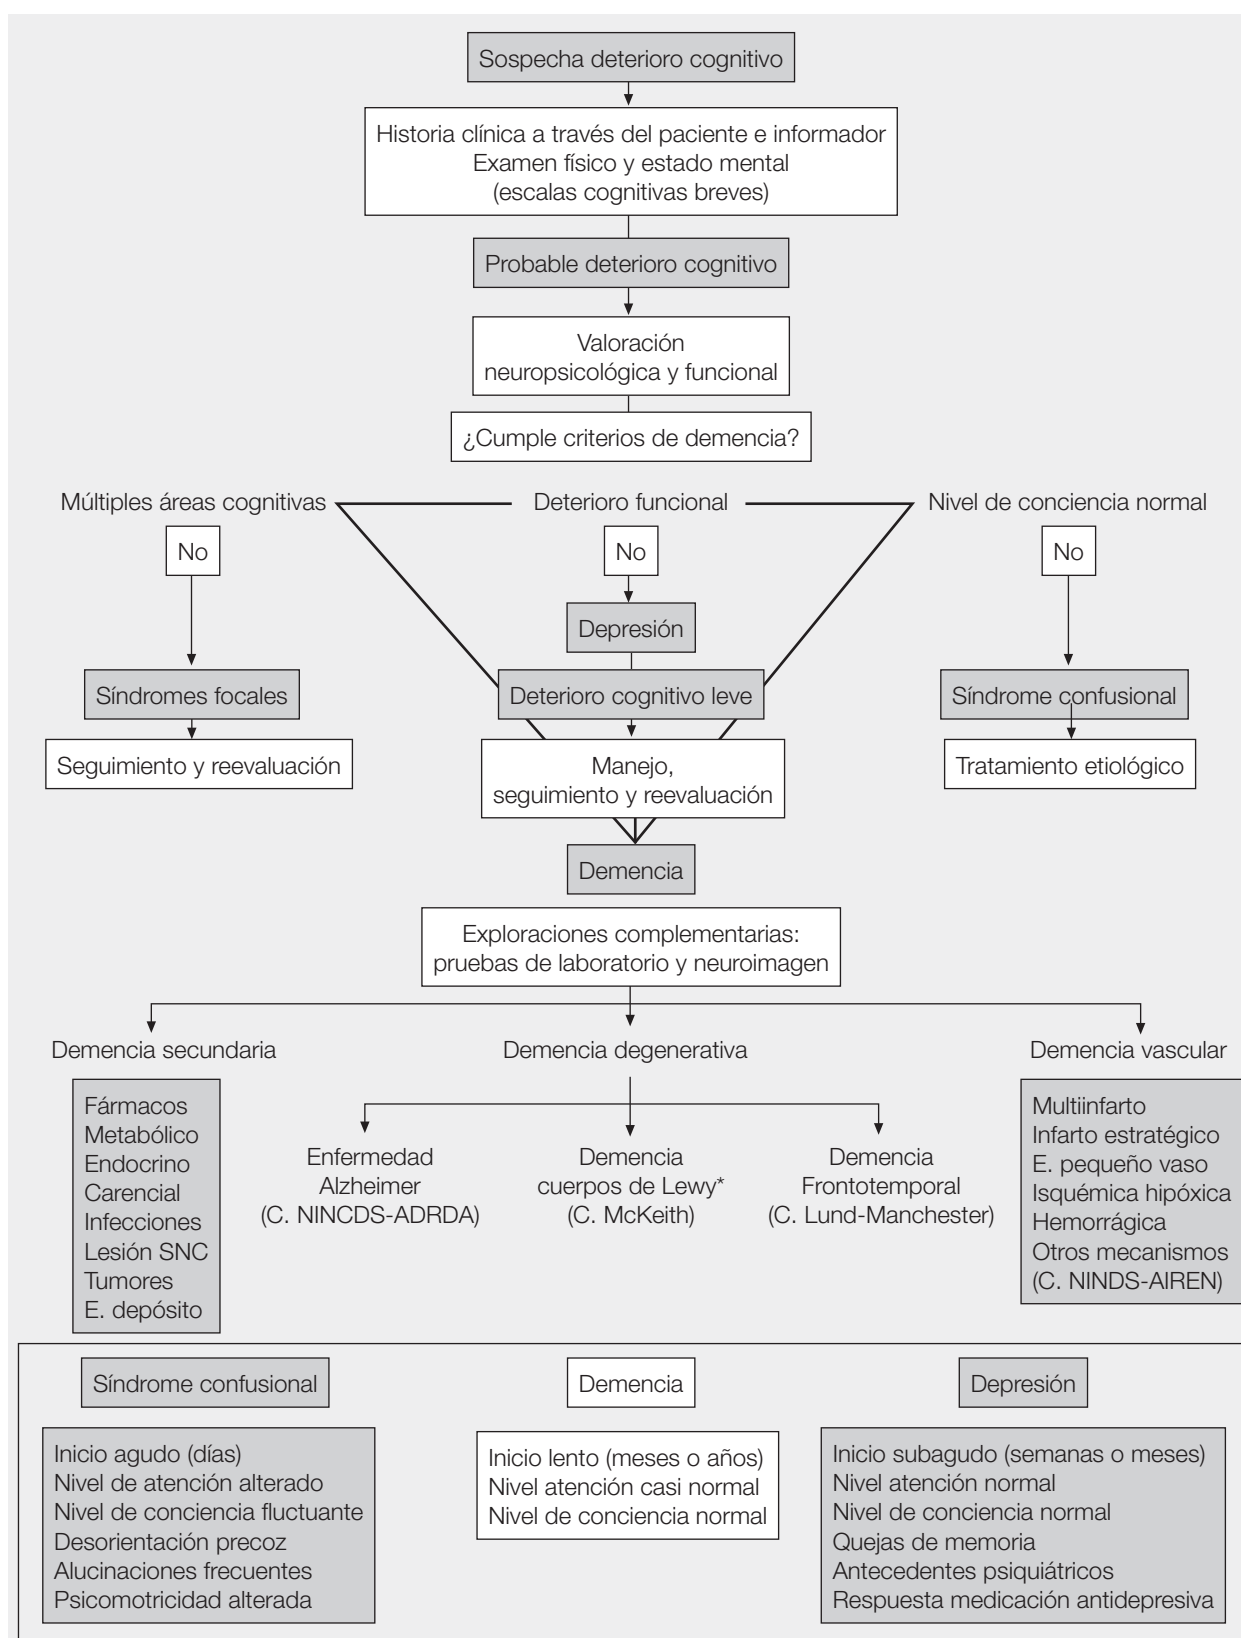 Sospecha deterioro cognitivo
Historia clínica a través del paciente e informador
Examen físico y estado mental
(escalas cognitivas breves)
Probable deterioro cognitivo
Valoración
neuropsicológica y funcional
¿Cumple criterios de demencia?
Múltiples áreas cognitivas
Deterioro funcional
Nivel de conciencia normal
No
No
No
Depresión
Síndromes focales
Deterioro cognitivo leve
Síndrome confusional
Seguimiento y reevaluación
Manejo,
seguimiento y reevaluación
Tratamiento etiológico
Demencia
Exploraciones complementarias:
pruebas de laboratorio y neuroimagen
Demencia secundaria
Demencia degenerativa
Demencia vascular
Fármacos
Metabólico
Endocrino
Carencial
Infecciones
Lesión SNC
Tumores
E. depósito
Enfermedad
Alzheimer
(C. NINCDS-ADRDA)
Demencia
cuerpos de Lewy*
(C. McKeith)
Demencia
Frontotemporal
(C. Lund-Manchester)
Multiinfarto
Infarto estratégico
E. pequeño vaso
Isquémica hipóxica
Hemorrágica
Otros mecanismos
(C. NINDS-AIREN)
Síndrome confusional
Inicio agudo (días)
Nivel de atención alterado
Nivel de conciencia fluctuante
Desorientación precoz
Alucinaciones frecuentes
Psicomotricidad alterada
Demencia
Inicio lento (meses o años)
Nivel atención casi normal
Nivel de conciencia normal
Depresión
Inicio subagudo (semanas o meses)
Nivel atención normal
Nivel de conciencia normal
Quejas de memoria
Antecedentes psiquiátricos
Respuesta medicación antidepresiva